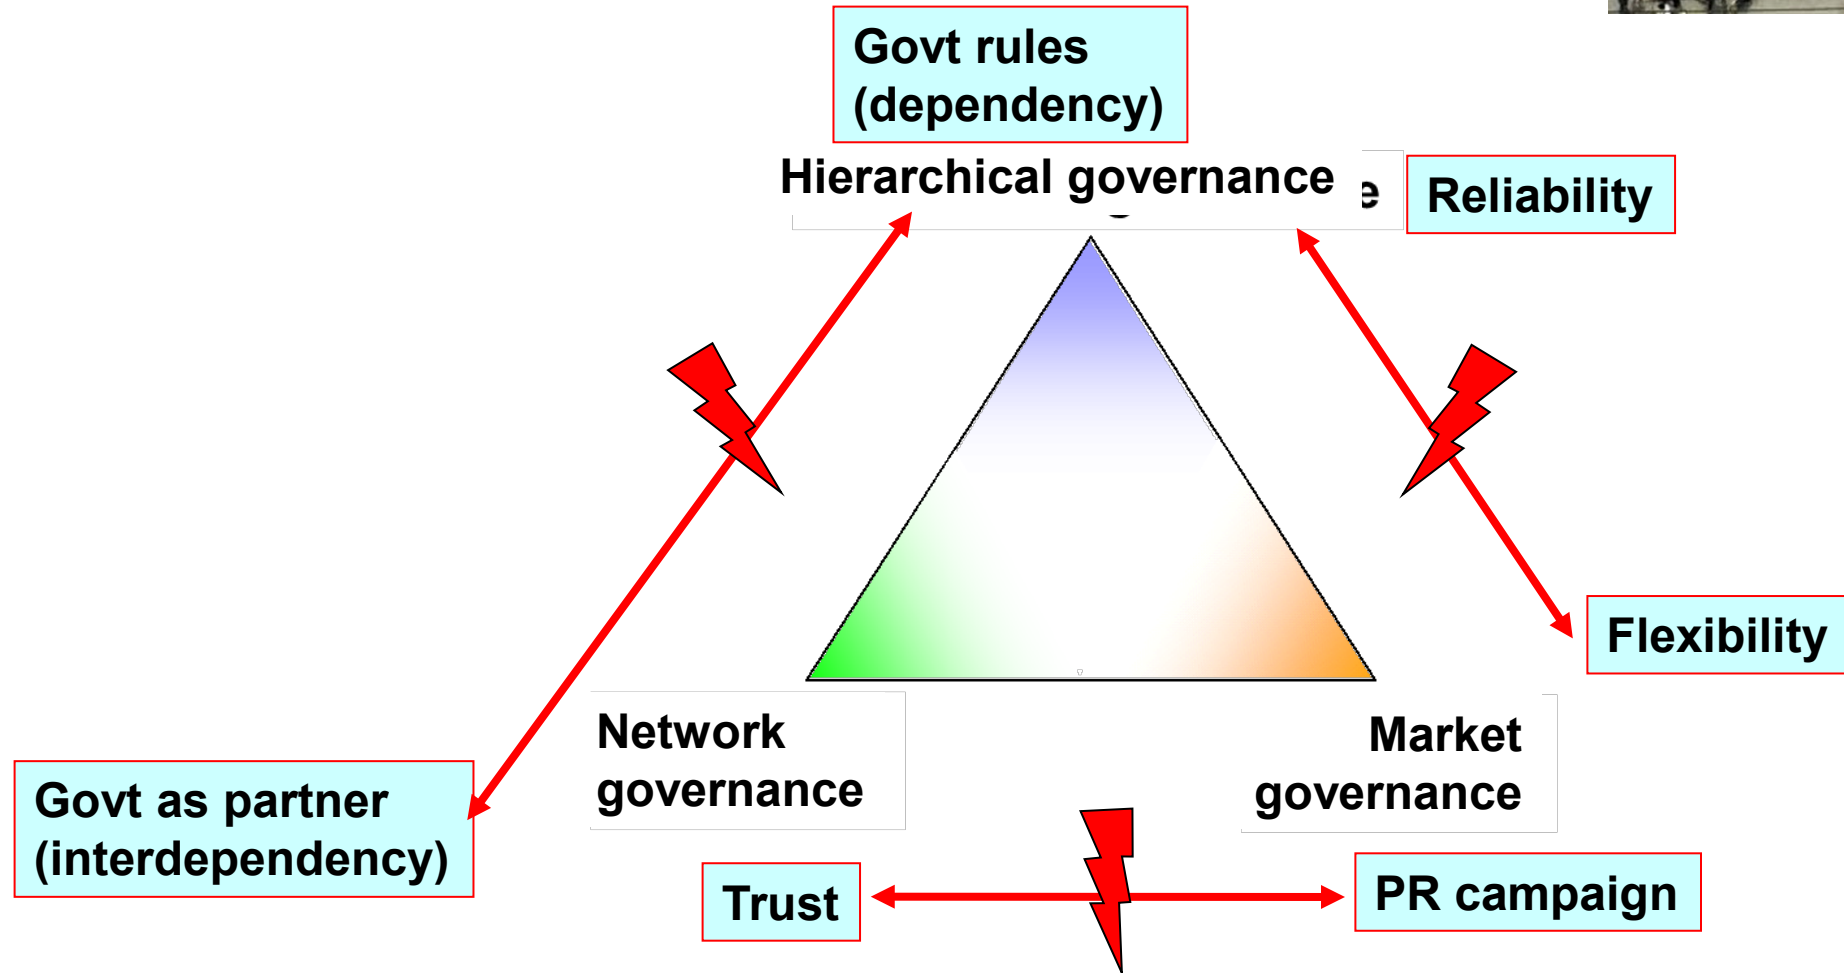 Govt rules
(dependency)
Hierarchical governance
e
Reliability
Flexibility
Network
governance
Market
governance
Govt as partner
(interdependency)
Trust
PR campaign